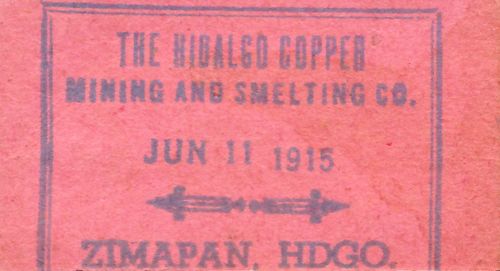 THE HIDALGO COPPER
MINING AND SMELTING CO.
JUN 11 1915
ZIMAPAN, HDGO.